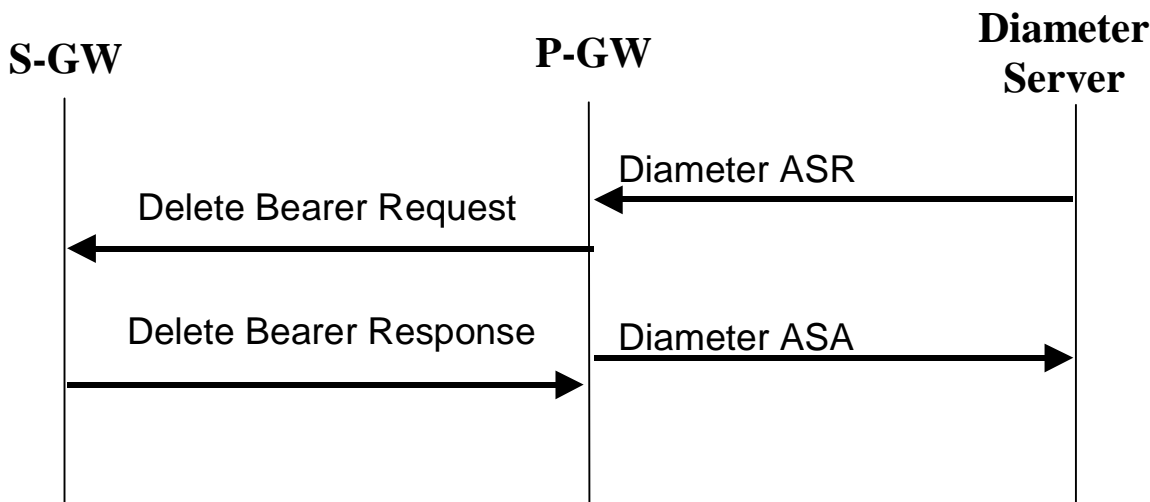 S-GW
P-GW
Diameter
Server
Diameter ASR
Delete Bearer Request
Delete Bearer Response
Diameter ASA